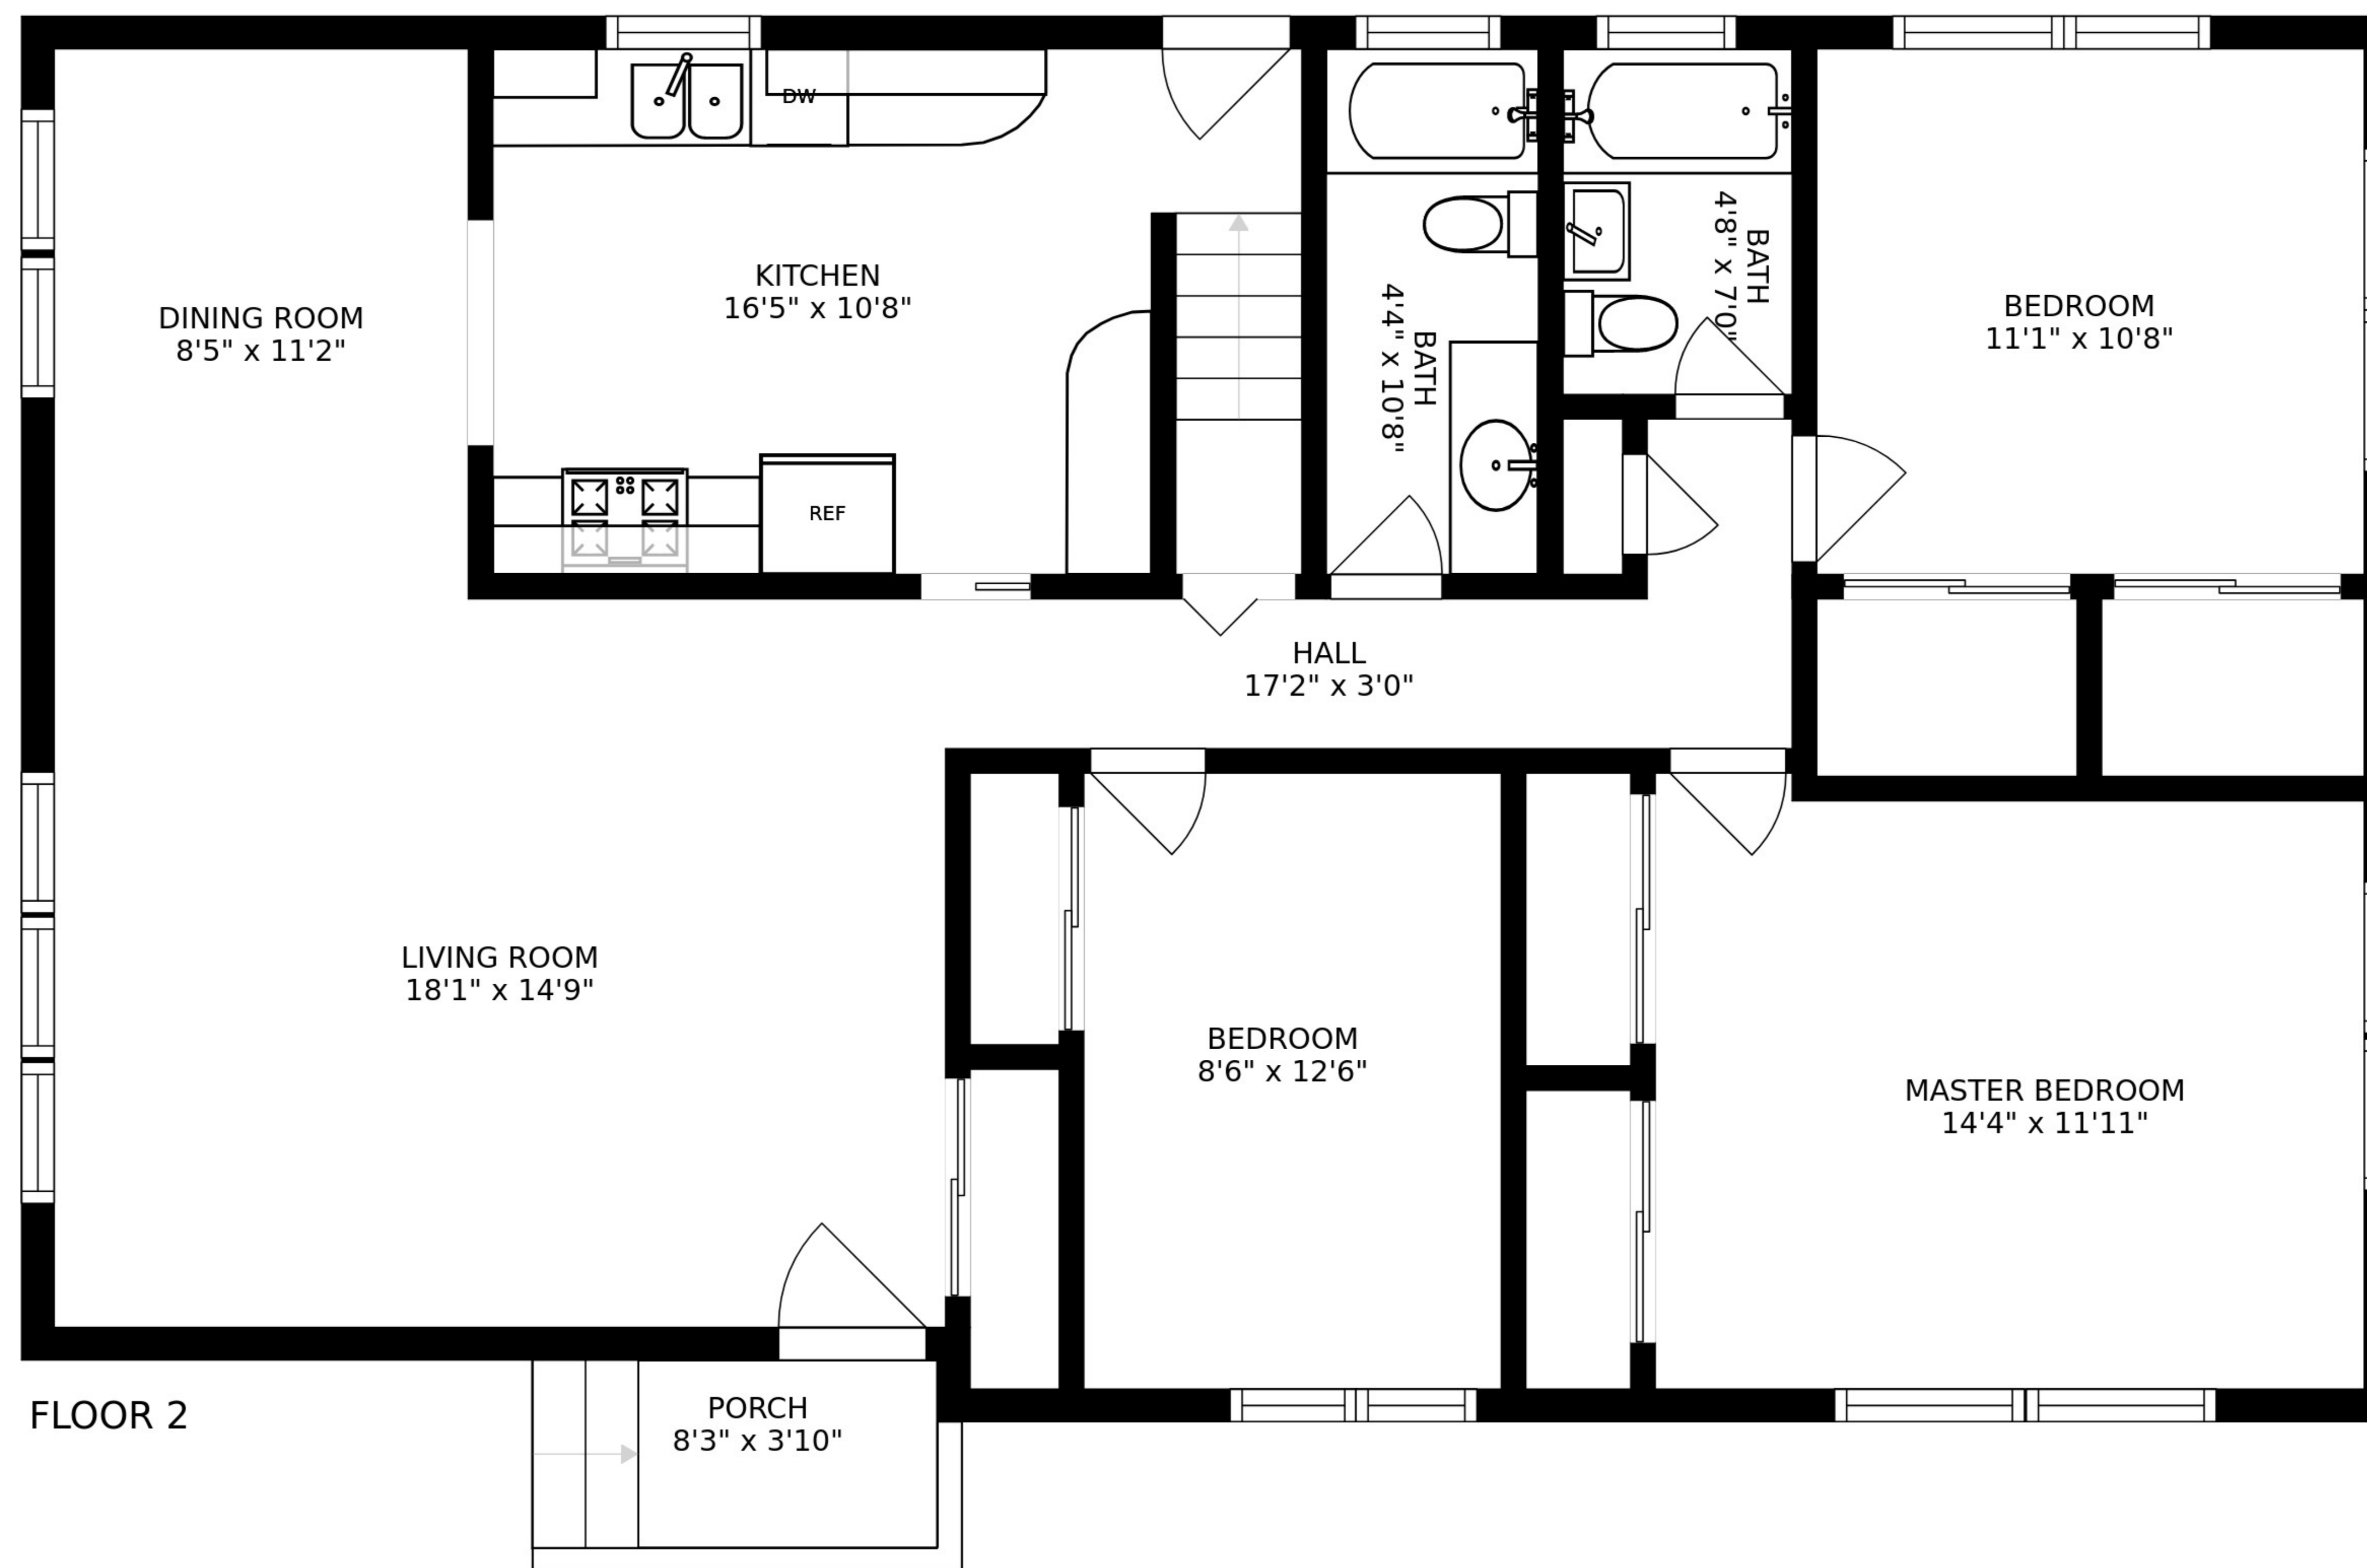 DW
KITCHEN
16'5" x 10'8"
DINING ROOM
8'5" x 11'2"
BATH
4'4" x 10'8"
BATH
4'8" x 7'0"
BEDROOM
11'1" x 10'8"
REF
HALL
17'2" x 3'0"
LIVING ROOM
18'1" x 14'9"
BEDROOM
8'6" x 12'6"
MASTER BEDROOM
14'4" x 11'11"
PORCH
8'3" x 3'10"
FLOOR 2